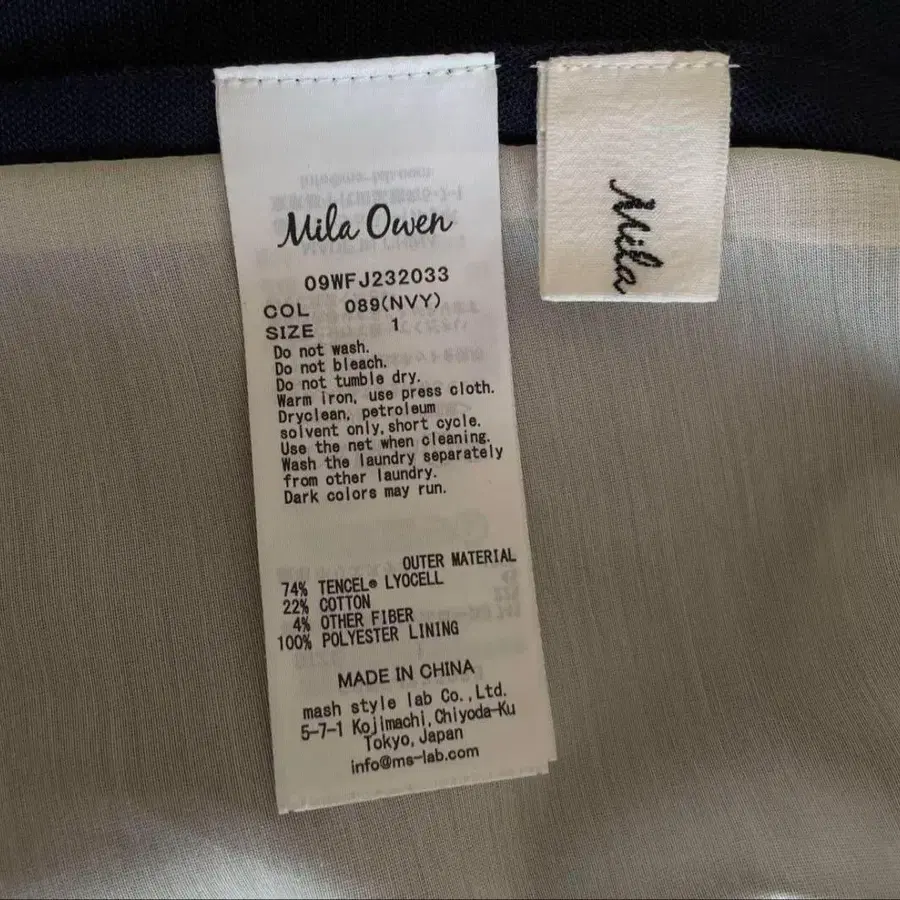 Mila Owen
09WFJ232033
COL 089(NVY)
SIZE 1
Do not wash.
Do not bleach.
Do not tumble dry.
Warm iron, use press cloth.
Dryclean, petroleum
solvent only,short cycle.
Use the net when cleaning.
Wash the laundry separately
from other laundry.
Dark colors may run.
OUTER MATERIAL
74% TENCEL® LYOCELL
22% COTTON
4% OTHER FIBER
100% POLYESTER LINING
MADE IN CHINA
mash style lab Co.,Ltd.
5-7-1 Kojimachi,Chiyoda-Ku
Tokyo,Japan
info@ms-lab.com
Mila